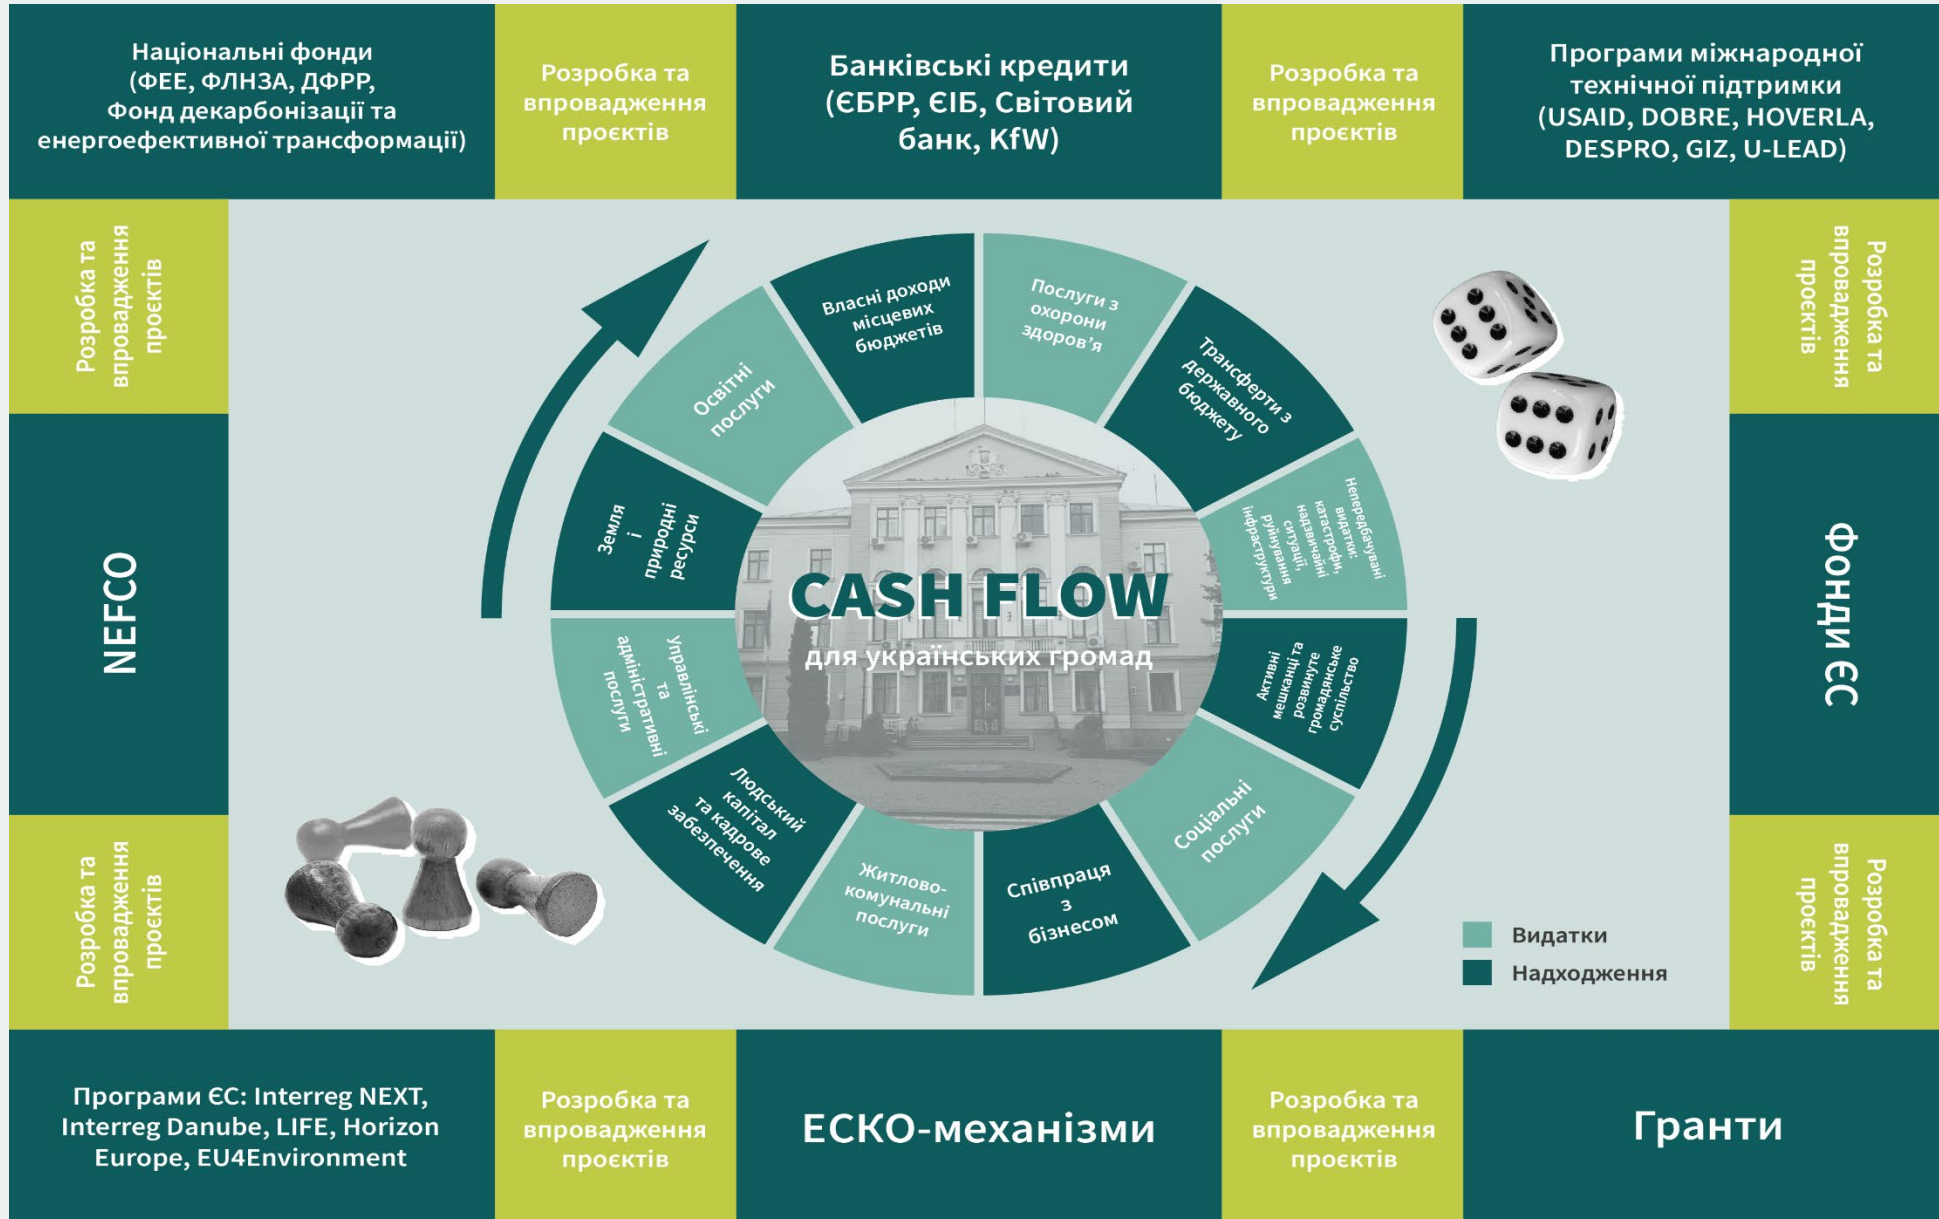 Національні фонди
(ФЕЕ, ФЛНЗА, ДФРР,
Фонд декарбонізації та
енергоефективної трансформації)
Розробка та
впровадження
проєктів
Банківські кредити
(ЄБРР, ЄІБ, Світовий
банк, KfW)
Розробка та
впровадження
проєктів
Програми міжнародної
технічної підтримки
(USAID, DOBRE, HOVERLA,
DESPRO, GIZ, U-LEAD)
Розробка та
впровадження
проєктів
Фонди ЄС
Розробка та
впровадження
проєктів
Гранти
Розробка та
впровадження
проєктів
ЕСКО-механізми
Розробка та
впровадження
проєктів
Програми ЄС: Interreg NEXT,
Interreg Danube, LIFE, Horizon
Europe, EU4Environment
Розробка та
впровадження
проєктів
NEFCO
Розробка та
впровадження
проєктів
Власні доходи
місцевих
бюджетів
Послуги з
охорони
здоров’я
Трансферти з
державного
бюджету
Непередбачувані
видатки:
катастрофи,
надзвичайні
ситуації,
руйнування
інфраструктури
Активні
мешканці та
розвинуте
громадянське
суспільство
Соціальні
послуги
Співпраця
з
бізнесом
Житлово-
комунальні
послуги
Людський
капітал
та кадрове
забезпечення
Управлінські
та
адміністративні
послуги
Земля
і
природні
ресурси
Освітні
послуги
CASH FLOW
для українських громад
Видатки
Надходження